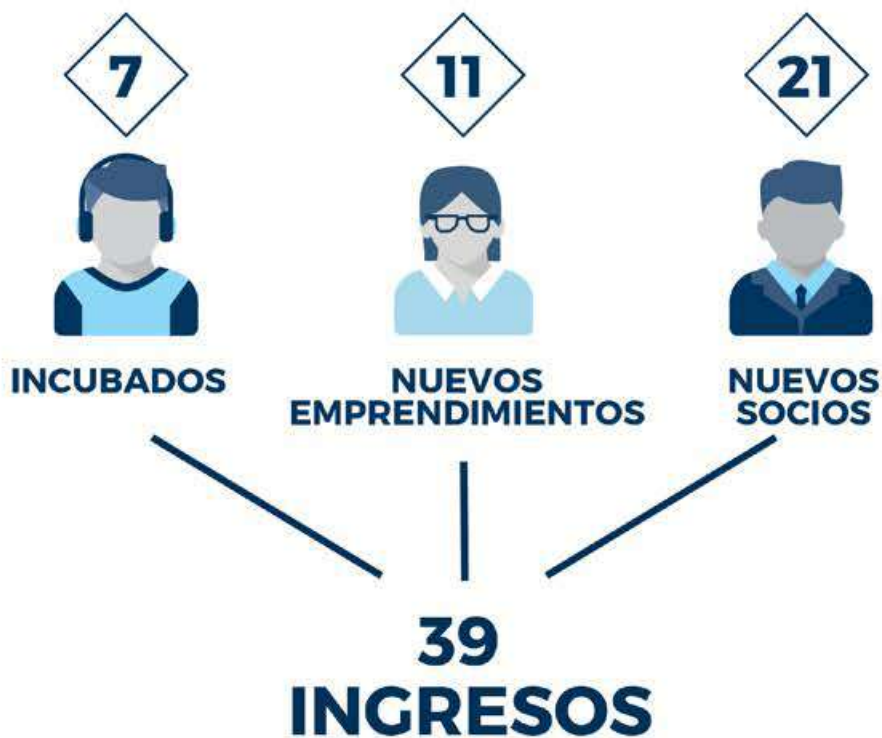 7
11
21
INCUBADOS
NUEVOS
EMPRENDIMIENTOS
NUEVOS
SOCIOS
39
INGRESOS